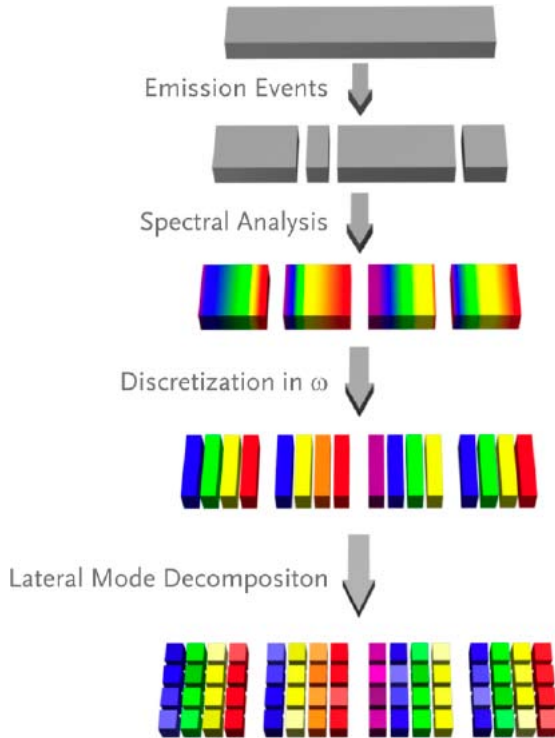 Emission Events
Spectral Analysis
Discretization in ω
Lateral Mode Decompositon